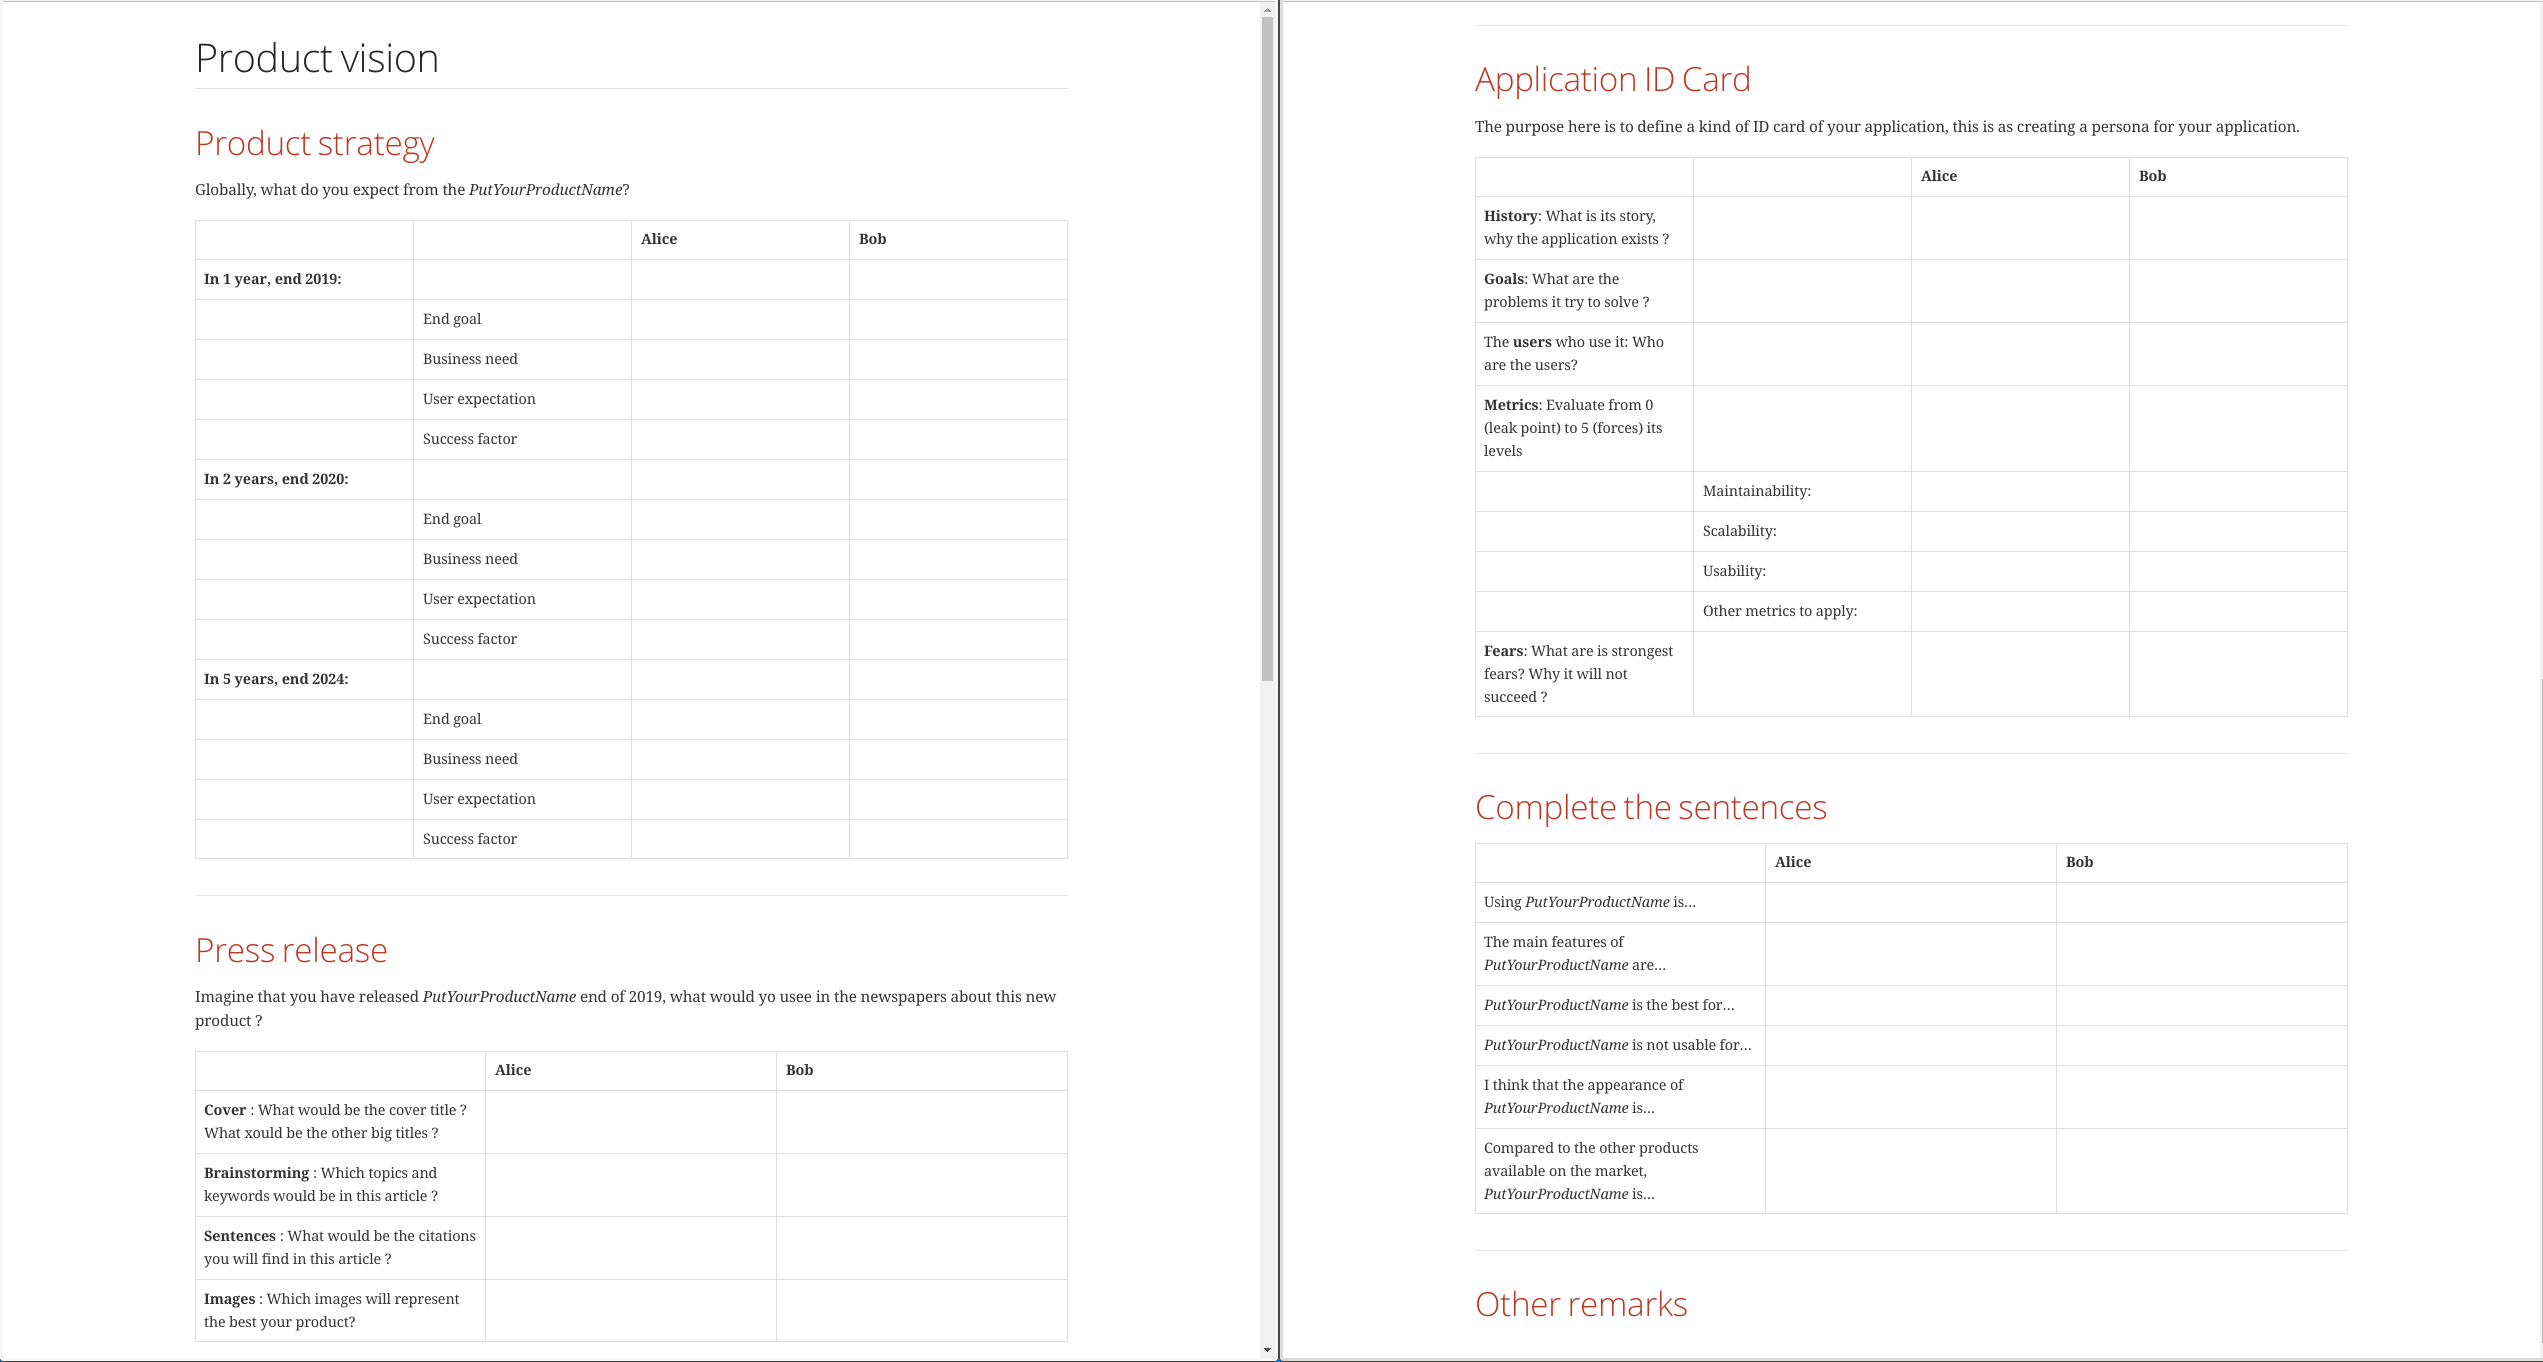 Product vision
Product strategy
Globally, what do you expect from the PutYourProductName?
Alice Bob
In 1 year, end 2019:
End goal
Business need
User expectation
Success factor
In 2 years, end 2020:
End goal
Business need
User expectation
Success factor
In 5 years, end 2024:
End goal
Business need
User expectation
Success factor
Press release
Imagine that you have released PutYourProductName end of 2019, what would yo usee in the newspapers about this new
product ?
Alice Bob
Cover : What would be the cover title ?
What xould be the other big titles ?
Brainstorming : Which topics and
keywords would be in this article ?
Sentences : What would be the citations
you will find in this article ?
Images : Which images will represent
the best your product?
Application ID Card
The purpose here is to define a kind of ID card of your application, this is as creating a persona for your application.
Alice Bob
History: What is its story,
why the application exists ?
Goals: What are the
problems it try to solve ?
The users who use it: Who
are the users?
Metrics: Evaluate from 0
(leak point) to 5 (forces) its
levels
Maintainability:
Scalability:
Usability:
Other metrics to apply:
Fears: What are is strongest
fears? Why it will not
succeed ?
Complete the sentences
Alice Bob
Using PutYourProductName is...
The main features of
PutYourProductName are...
PutYourProductName is the best for...
PutYourProductName is not usable for...
I think that the appearance of
PutYourProductName is...
Compared to the other products
available on the market,
PutYourProductName is...
Other remarks